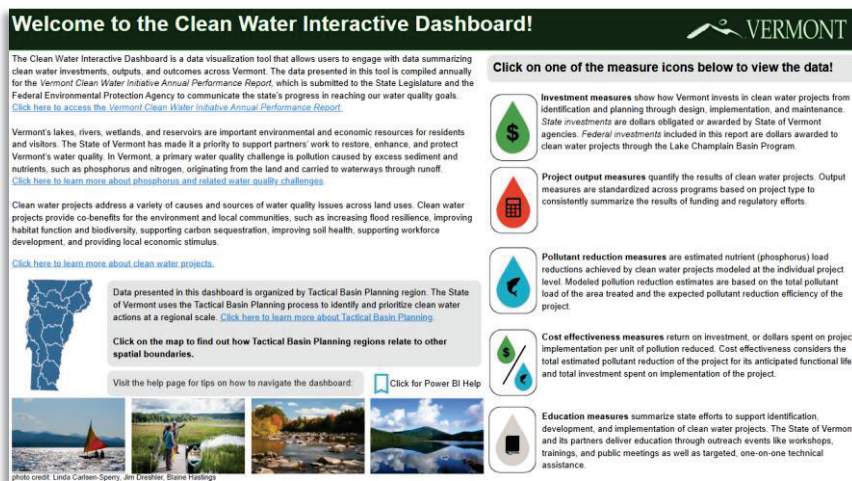 Welcome to the Clean Water Interactive Dashboard!
VERMONT
The Clean Water Interactive Dashboard is a data visualization tool that allows users to engage with data summarizing
clean water investments, outputs, and outcomes across Vermont. The data presented in this tool is compiled annually
for the Vermont Clean Water Initiative Annual Performance Report, which is submitted to the State Legislature and the
Federal Environmental Protection Agency to communicate the state's progress in reaching our water quality goals.
Click here to access the Vermont Clean Water Initiative Annual Performance Report.
Vermont's lakes, rivers, wetlands, and reservoirs are important environmental and economic resources for residents
and visitors. The State of Vermont has made it a priority to support partners' work to restore, enhance, and protect
Vermont's water quality. In Vermont, a primary water quality challenge is pollution caused by excess sediment and
nutrients, such as phosphorus and nitrogen, originating from the land and carried to waterways through runoff.
Click here to learn more about phosphorus and related water quality challenges.
Clean water projects address a variety of causes and sources of water quality issues across land uses. Clean water
projects provide co-benefits for the environment and local communities, such as increasing flood resilience, improving
habitat function and biodiversity, supporting carbon sequestration, improving soil health, supporting workforce
development, and providing local economic stimulus.
Click here to learn more about clean water projects.
Data presented in this dashboard is organized by Tactical Basin Planning region. The State
of Vermont uses the Tactical Basin Planning process to identify and prioritize clean water
actions at a regional scale. Click here to learn more about Tactical Basin Planning.
Click on the map to find out how Tactical Basin Planning regions relate to other
spatial boundaries.
Visit the help page for tips on how to navigate the dashboard:
Click for Power BI Help
photo credit: Linda Carlsen-Sperry, Jim Dreshler, Blaine Hastings
Click on one of the measure icons below to view the data!
$
Investment measures show how Vermont invests in clean water projects from
identification and planning through design, implementation, and maintenance.
State investments are dollars obligated or awarded by State of Vermont
agencies. Federal investments included in this report are dollars awarded to
clean water projects through the Lake Champlain Basin Program.
Project output measures quantify the results of clean water projects. Output
measures are standardized across programs based on project type to
consistently summarize the results of funding and regulatory efforts.
Pollutant reduction measures are estimated nutrient (phosphorus) load
reductions achieved by clean water projects modeled at the individual project
level. Modeled pollution reduction estimates are based on the total pollutant
load of the area treated and the expected pollutant reduction efficiency of the
project.
$
Cost effectiveness measures return on investment, or dollars spent on projec
implementation per unit of pollution reduced. Cost effectiveness considers the
total estimated pollutant reduction of the project for its anticipated functional life
and total investment spent on implementation of the project.
Education measures summarize state efforts to support identification,
development, and implementation of clean water projects. The State of Vermon
and its partners deliver education through outreach events like workshops,
trainings, and public meetings as well as targeted, one-on-one technical
assistance.